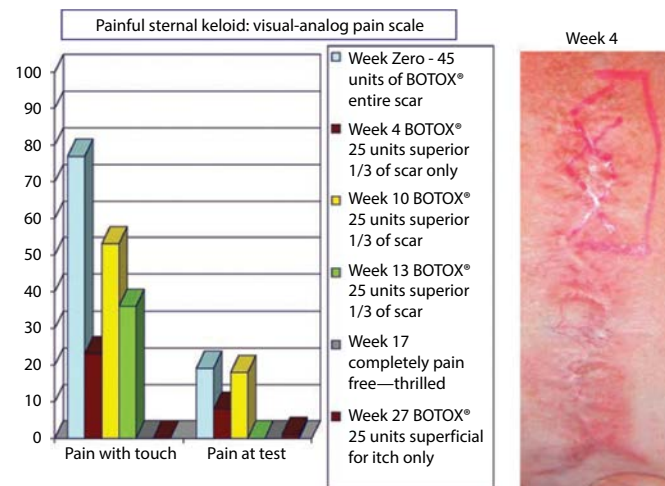 Painful sternal keloid: visual-analog pain scale
100
90
80
70
60
50
40
30
20
10
0
Pain with touch
Pain at test
Week Zero - 45
units of BOTOX®
entire scar
Week 4 BOTOX®
25 units superior
1/3 of scar only
Week 10 BOTOX®
25 units superior
1/3 of scar
Week 13 BOTOX®
25 units superior
1/3 of scar
Week 17
completely pain
free—thrilled
Week 27 BOTOX®
25 units superficial
for itch only
Week 4